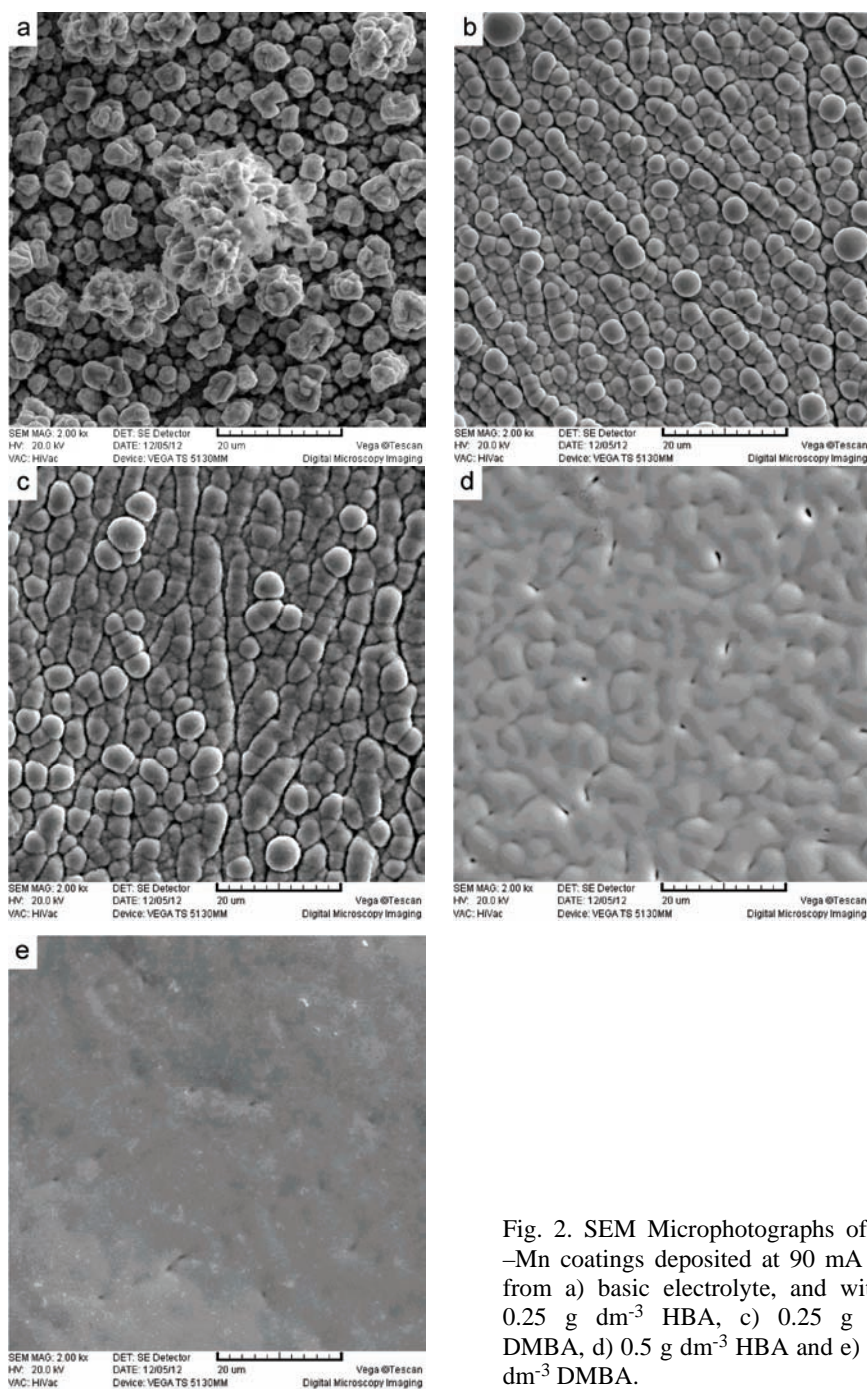 a
b
SEM MAG: 2.00 kx DET: SE Detector
HV: 20.0 kV DATE: 12/05/12 20 um Vega ©Tescan
VAC: HiVac Device: VEGA TS 5130MM Digital Microscopy Imaging
SEM MAG: 2.00 kx DET: SE Detector
HV: 20.0 kV DATE: 12/05/12 20 um Vega ©Tescan
VAC: HiVac Device: VEGA TS 5130MM Digital Microscopy Imaging
c
d
SEM MAG: 2.00 kx DET: SE Detector
HV: 20.0 kV DATE: 12/05/12 20 um Vega ©Tescan
VAC: HiVac Device: VEGA TS 5130MM Digital Microscopy Imaging
SEM MAG: 2.00 kx DET: SE Detector
HV: 20.0 kV DATE: 12/05/12 20 um Vega ©Tescan
VAC: HiVac Device: VEGA TS 5130MM Digital Microscopy Imaging
e
SEM MAG: 2.00 kx DET: SE Detector
HV: 20.0 kV DATE: 12/05/12 20 um Vega ©Tescan
VAC: HiVac Device: VEGA TS 5130MM Digital Microscopy Imaging
Fig. 2. SEM Microphotographs of
–Mn coatings deposited at 90 mA
from a) basic electrolyte, and wi
0.25 g dm-3 HBA, c) 0.25 g
DMBA, d) 0.5 g dm-3 HBA and e)
dm-3 DMBA.